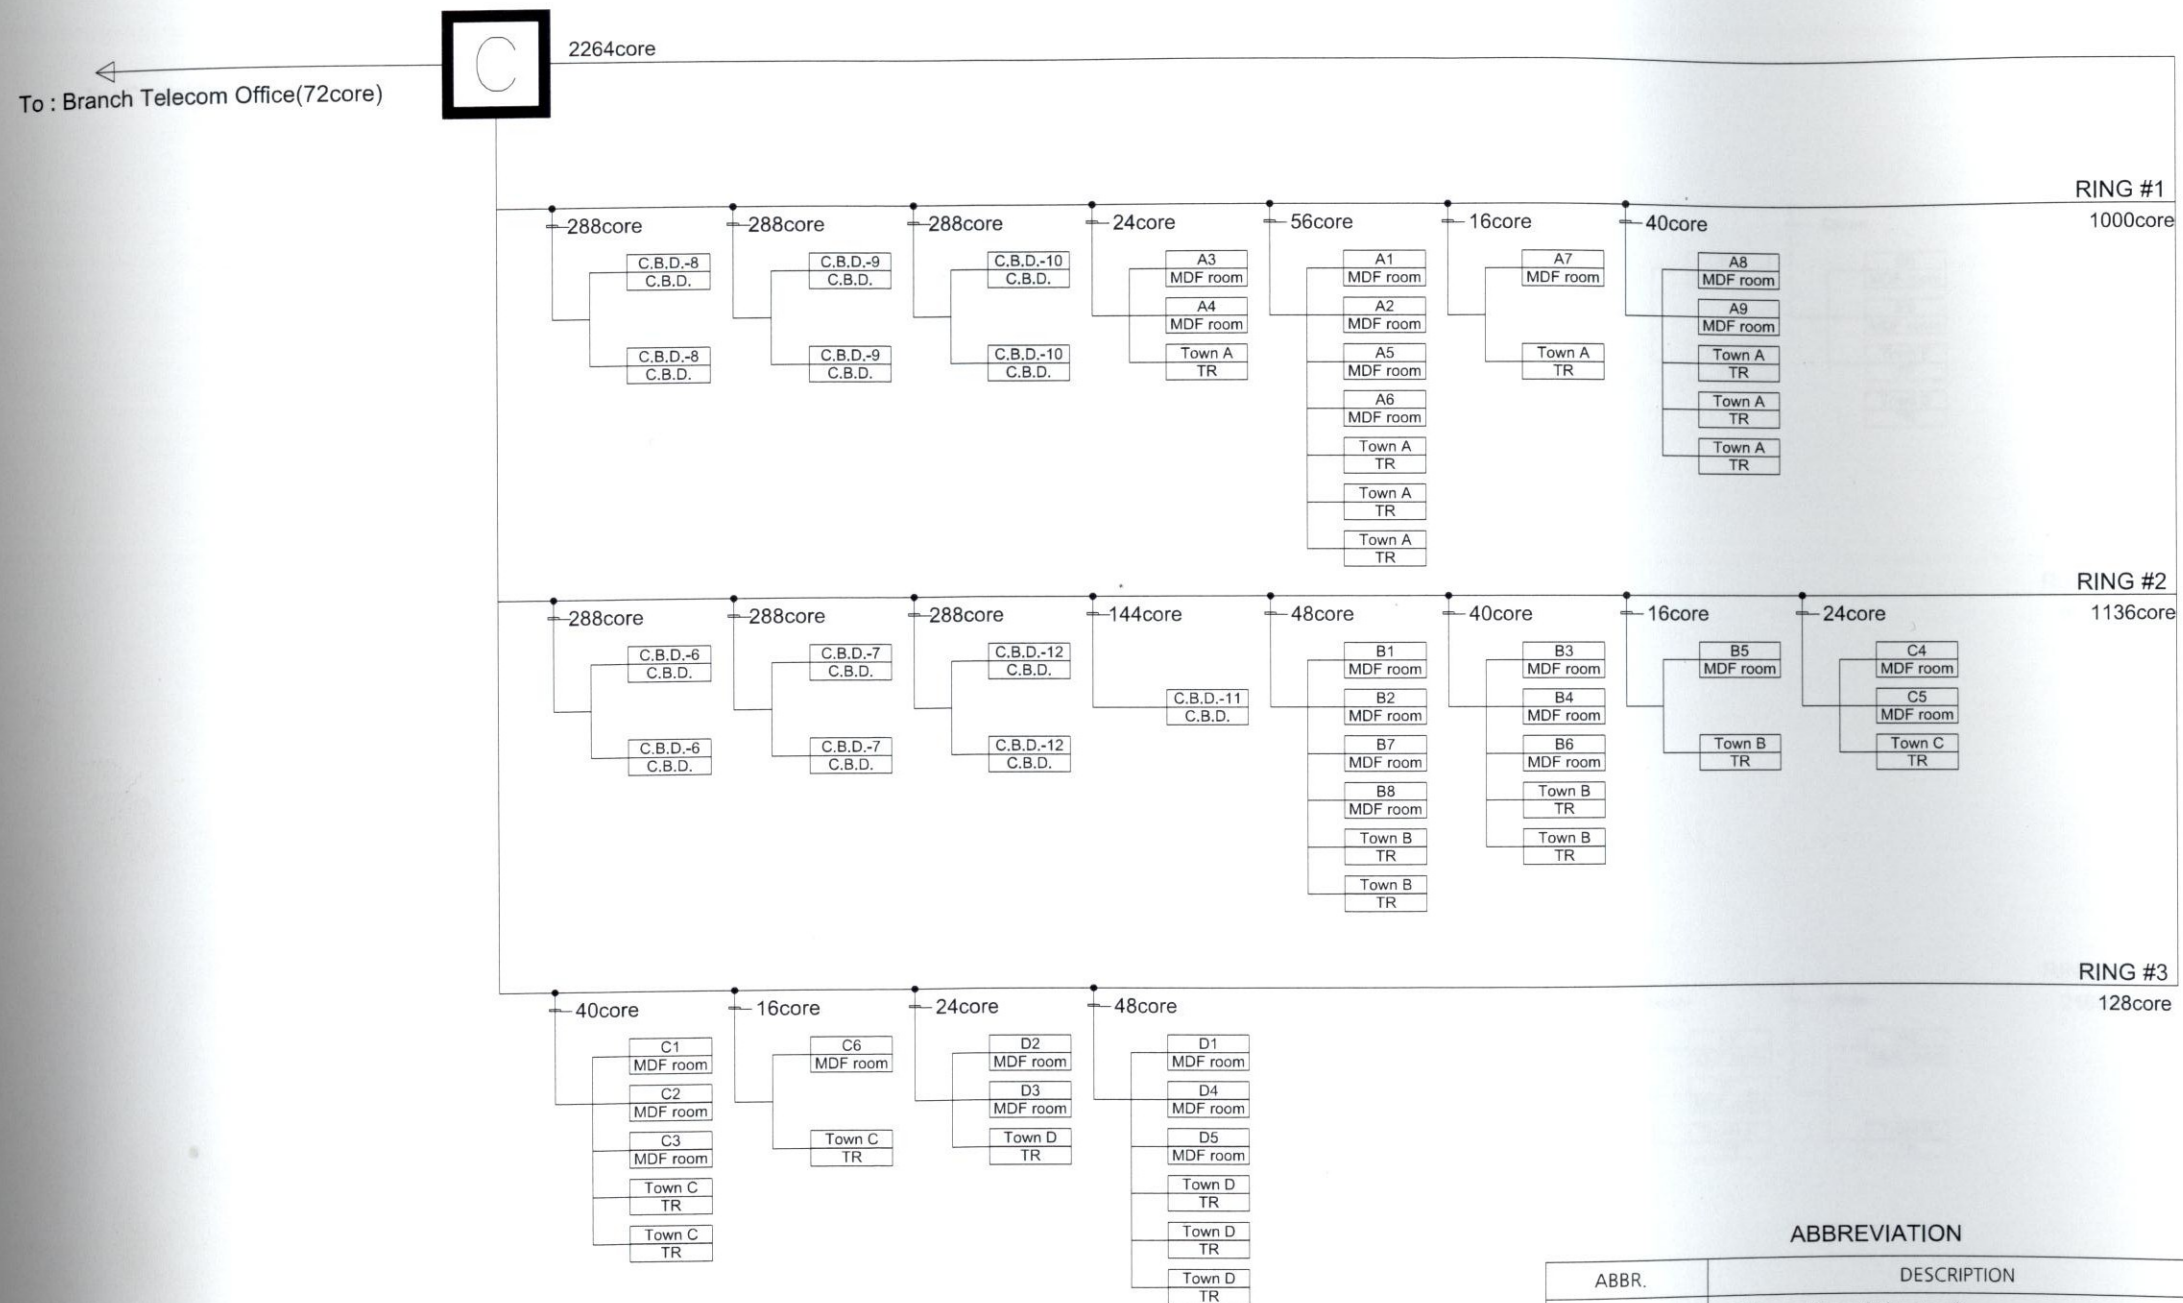 C
2264core
To : Branch Telecom Office(72core)
RING #1
1000core
288core
288core
288core
24core
56core
16core
40core
C.B.D.-8
C.B.D.
C.B.D.-8
C.B.D.
C.B.D.-9
C.B.D.
C.B.D.-9
C.B.D.
C.B.D.-10
C.B.D.
C.B.D.-10
C.B.D.
A3
MDF room
A4
MDF room
Town A
TR
A1
MDF room
A2
MDF room
A5
MDF room
A6
MDF room
Town A
TR
Town A
TR
Town A
TR
A7
MDF room
Town A
TR
A8
MDF room
A9
MDF room
Town A
TR
Town A
TR
Town A
TR
RING #2
1136core
288core
288core
288core
144core
48core
40core
16core
24core
C.B.D.-6
C.B.D.
C.B.D.-6
C.B.D.
C.B.D.-7
C.B.D.
C.B.D.-7
C.B.D.
C.B.D.-12
C.B.D.
C.B.D.-12
C.B.D.
C.B.D.-11
C.B.D.
B1
MDF room
B2
MDF room
B7
MDF room
B8
MDF room
Town B
TR
Town B
TR
B3
MDF room
B4
MDF room
B6
MDF room
Town B
TR
Town B
TR
B5
MDF room
Town B
TR
C4
MDF room
C5
MDF room
Town C
TR
RING #3
128core
40core
16core
24core
48core
C1
MDF room
C2
MDF room
C3
MDF room
Town C
TR
Town C
TR
C6
MDF room
Town C
TR
D2
MDF room
D3
MDF room
Town D
TR
D1
MDF room
D4
MDF room
D5
MDF room
Town D
TR
Town D
TR
Town D
TR
ABBREVIATION
ABBR.
DESCRIPTION